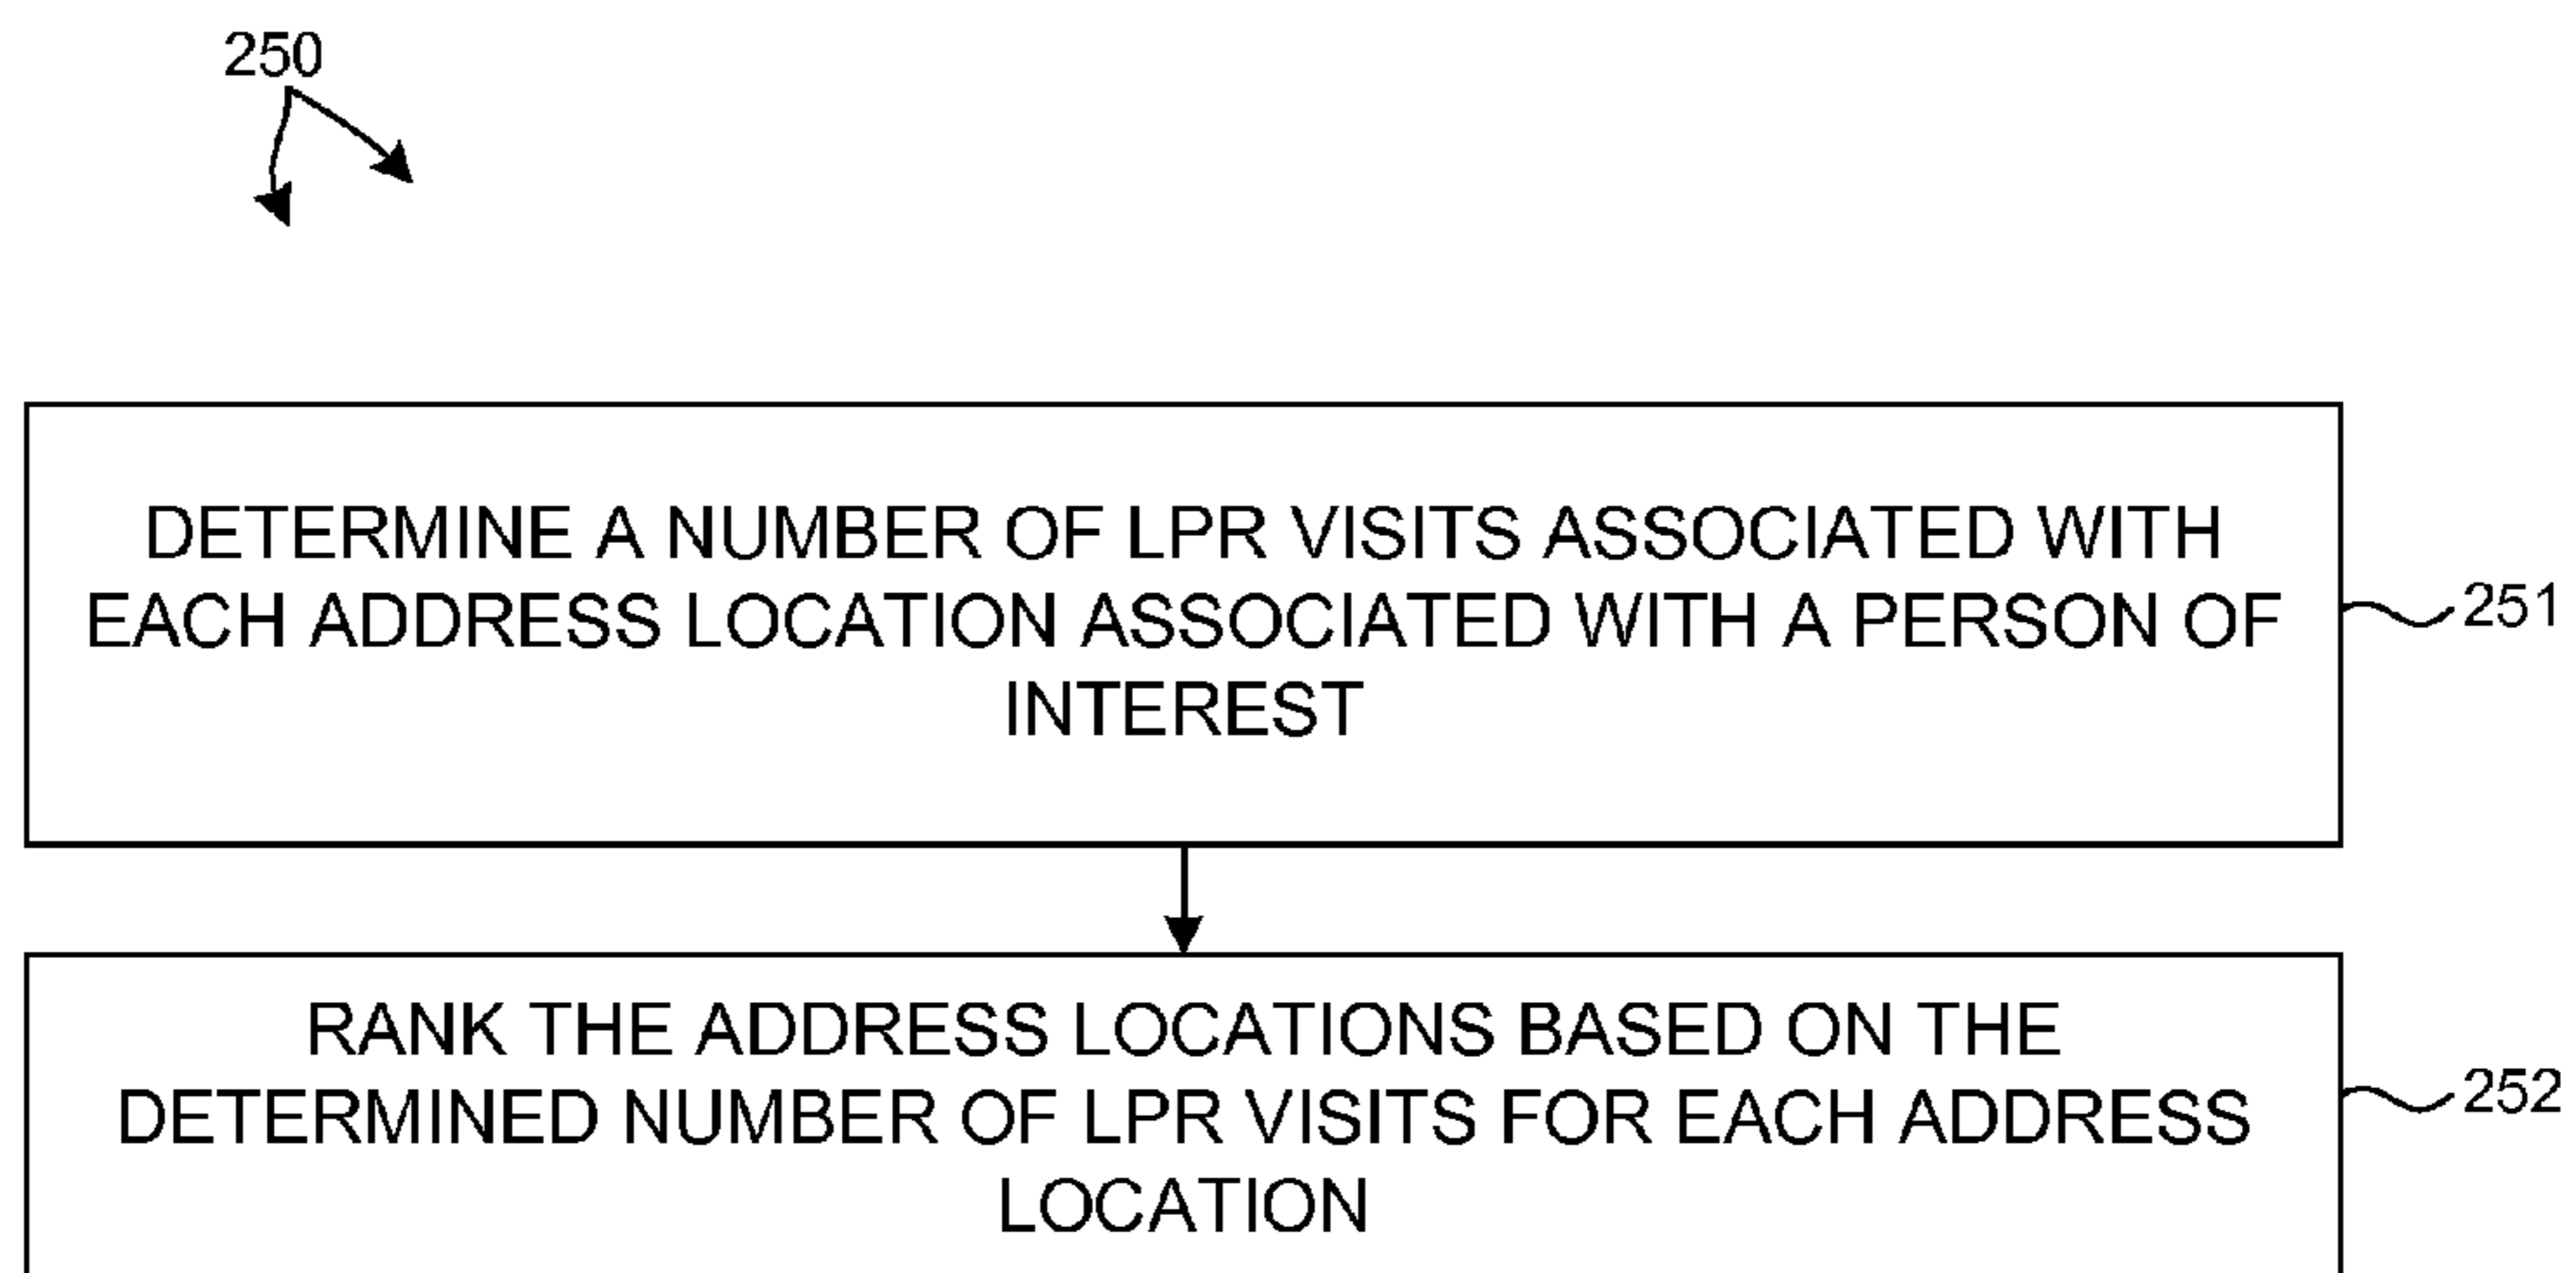 250
DETERMINE A NUMBER OF LPR VISITS ASSOCIATED WITH
EACH ADDRESS LOCATION ASSOCIATED WITH A PERSON OF
INTEREST
251
RANK THE ADDRESS LOCATIONS BASED ON THE
DETERMINED NUMBER OF LPR VISITS FOR EACH ADDRESS
LOCATION
252